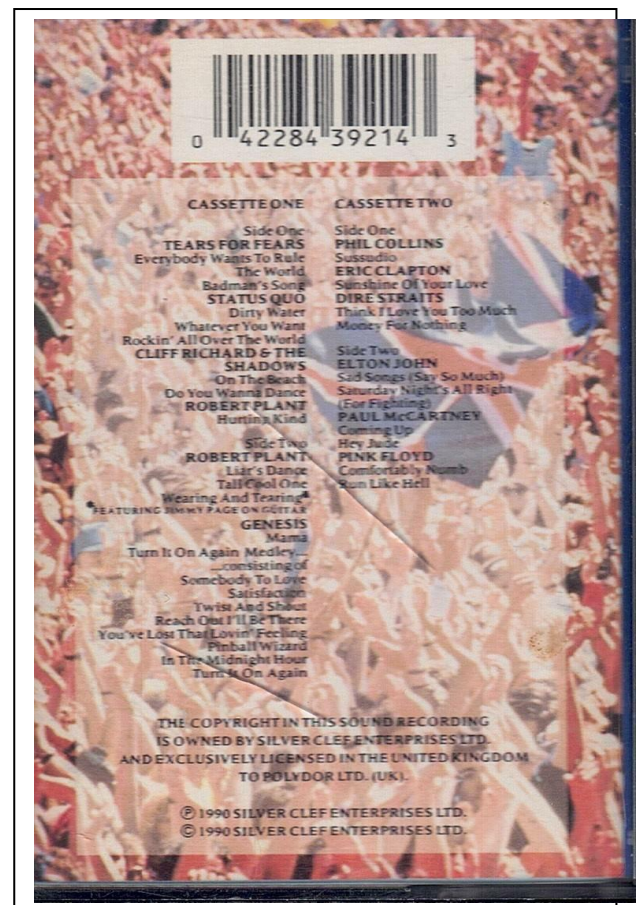 0 42284 39214 3
CASSETTE ONE
Side One
TEARS FOR FEARS
Everybody Wants To Rule
The World
Badman's Song
STATUS QUO
Dirty Water
Whatever You Want
Rockin' All Over The World
CLIFF RICHARD & THE
SHADOWS
On The Beach
Do You Wanna Dance
ROBERT PLANT
Hurting Kind
Side Two
ROBERT PLANT
Liar's Dance
Tall Cool One
Wearing And Tearing*
*FEATURING JIMMY PAGE ON GUITAR
GENESIS
Mama
Turn It On Again Medley....
....consisting of
Somebody To Love
Satisfaction
Twist And Shout
Reach Out I'll Be There
You've Lost That Lovin' Feeling
Pinball Wizard
In The Midnight Hour
Turn It On Again
CASSETTE TWO
Side One
PHIL COLLINS
Sussudio
ERIC CLAPTON
Sunshine Of Your Love
DIRE STRAITS
Think I Love You Too Much
Money For Nothing
Side Two
ELTON JOHN
Sad Songs (Say So Much)
Saturday Night's All Right
(For Fighting)
PAUL McCARTNEY
Coming Up
Hey Jude
PINK FLOYD
Comfortably Numb
Run Like Hell
THE COPYRIGHT IN THIS SOUND RECORDING
IS OWNED BY SILVER CLEF ENTERPRISES LTD.
AND EXCLUSIVELY LICENSED IN THE UNITED KINGDOM
TO POLYDOR LTD. (UK).
℗ 1990 SILVER CLEF ENTERPRISES LTD.
© 1990 SILVER CLEF ENTERPRISES LTD.